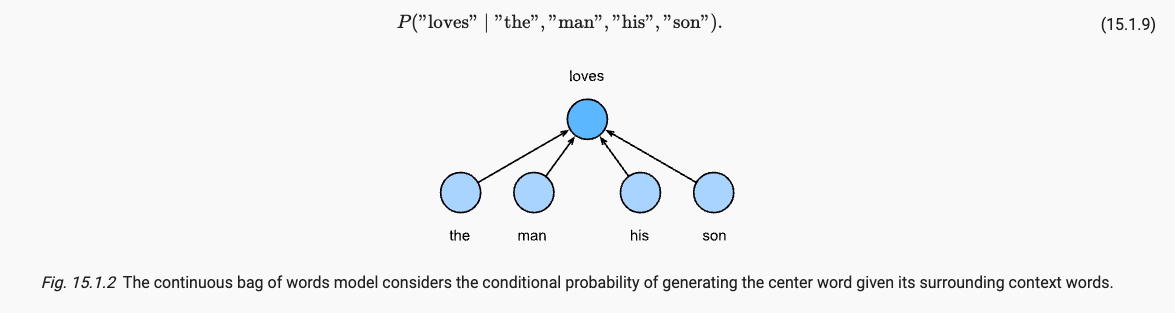 P("loves" | "the", "man", "his", "son").
(15.1.9)
loves
the man his son
Fig. 15.1.2 The continuous bag of words model considers the conditional probability of generating the center word given its surrounding context words.